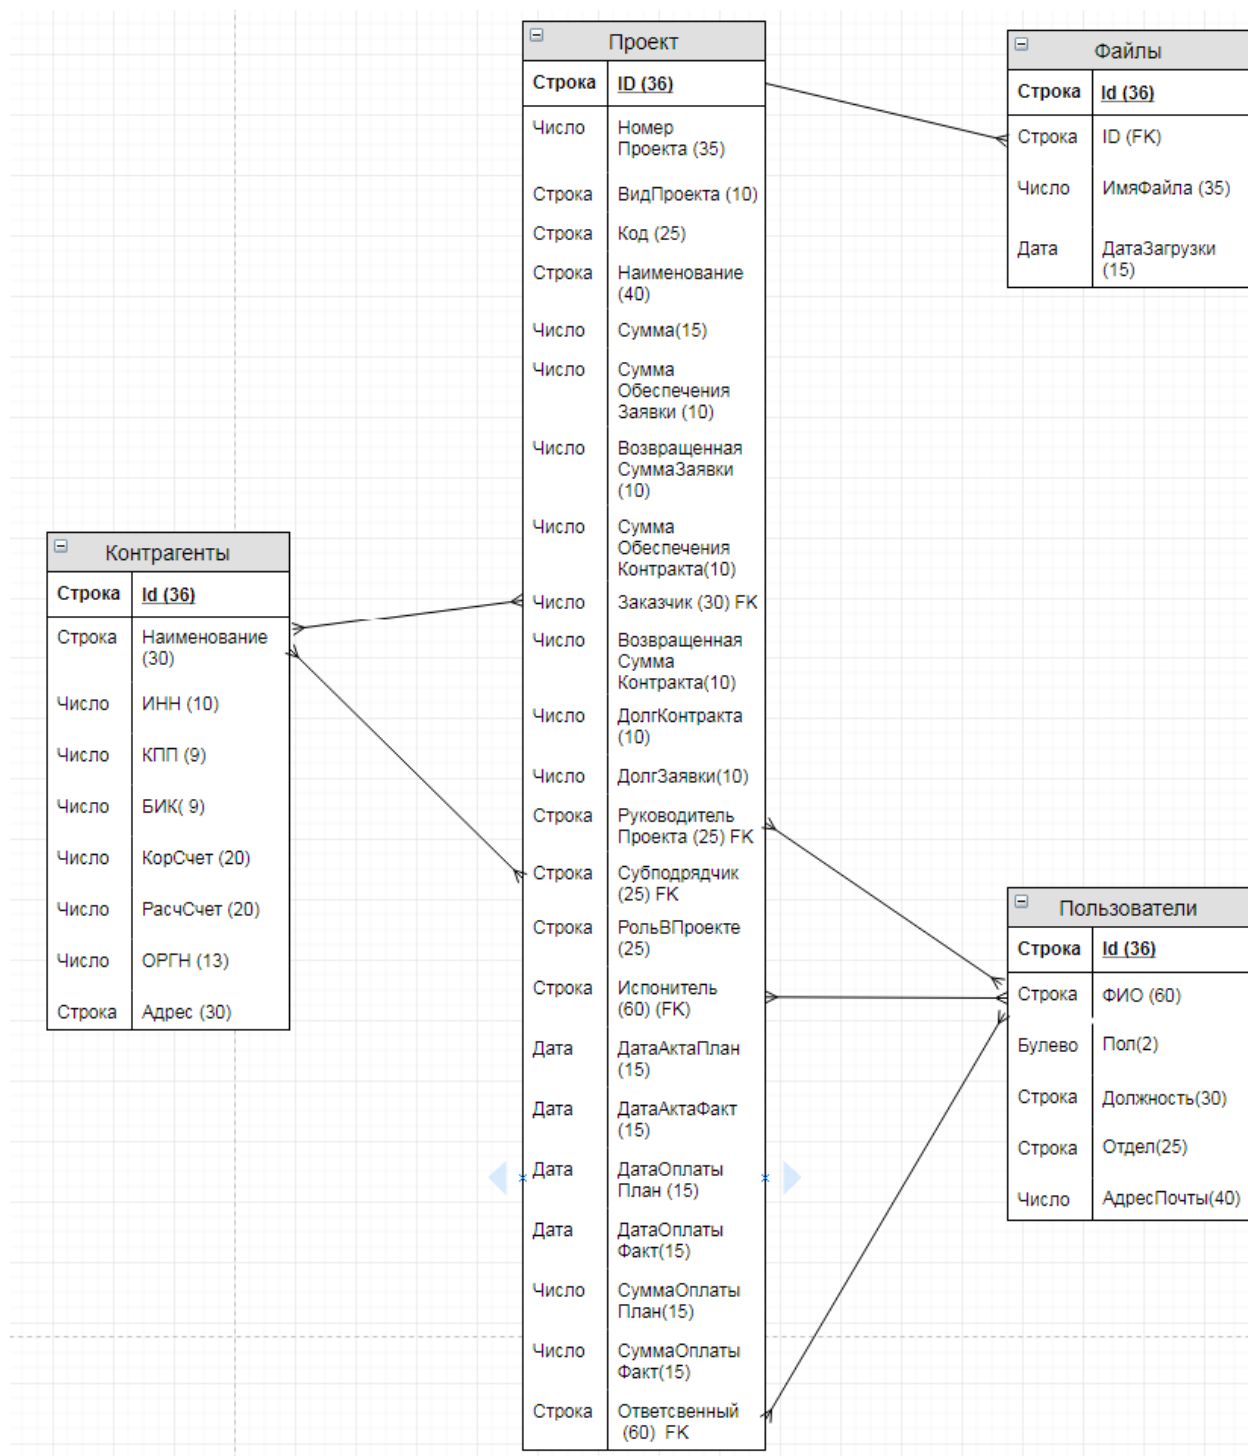 Проект
Строка ID (36)
Число Номер
Проекта (35)
Строка ВидПроекта (10)
Строка Код (25)
Строка Наименование
(40)
Число Сумма(15)
Число Сумма
Обеспечения
Заявки (10)
Число Возвращенная
СуммаЗаявки
(10)
Число Сумма
Обеспечения
Контракта(10)
Число Заказчик (30) FK
Число Возвращенная
Сумма
Контракта(10)
Число ДолгКонтракта
(10)
Число ДолгЗаявки(10)
Строка Руководитель
Проекта (25) FK
Строка Субподрядчик
(25) FK
Строка РольВПроекте
(25)
Строка Испонитель
(60) (FK)
Дата ДатаАктаПлан
(15)
Дата ДатаАктаФакт
(15)
Дата ДатаОплаты
План (15)
Дата ДатаОплаты
Факт(15)
Число СуммаОплаты
План(15)
Число СуммаОплаты
Факт(15)
Строка Ответсвенный
(60) FK
Файлы
Строка Id (36)
Строка ID (FK)
Число ИмяФайла (35)
Дата ДатаЗагрузки
(15)
Контрагенты
Строка Id (36)
Строка Наименование
(30)
Число ИНН (10)
Число КПП (9)
Число БИК( 9)
Число КорСчет (20)
Число РасчСчет (20)
Число ОРГН (13)
Строка Адрес (30)
Пользователи
Строка Id (36)
Строка ФИО (60)
Булево Пол(2)
Строка Должность(30)
Строка Отдел(25)
Число АдресПочты(40)